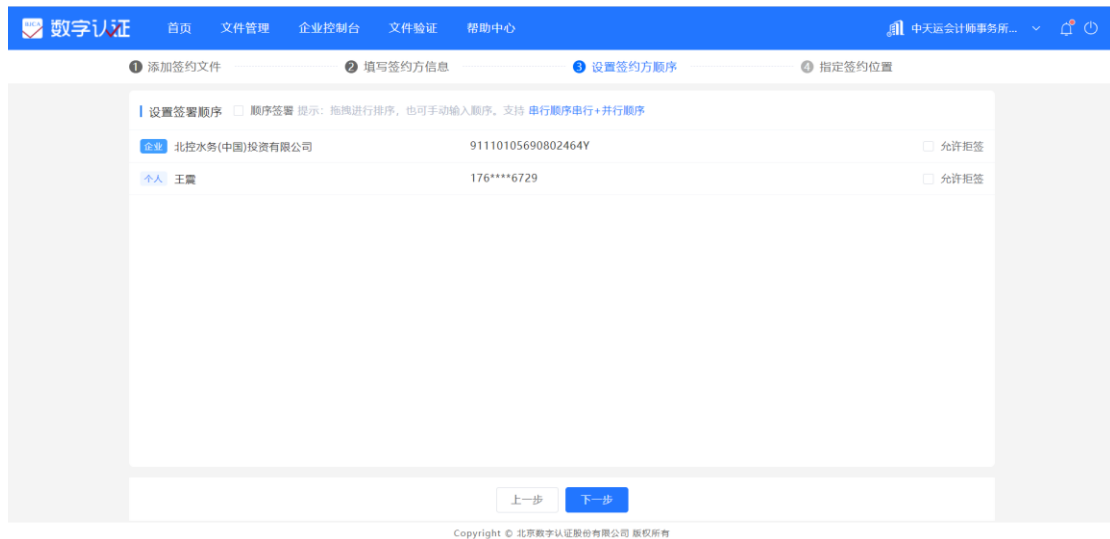 BJCA 数字认证 首页 文件管理 企业控制台 文件验证 帮助中心 中天运会计师事务所...
1 添加签约文件 2 填写签约方信息 3 设置签约方顺序 4 指定签约位置
设置签署顺序 顺序签署 提示：拖拽进行排序，也可手动输入顺序。支持 串行顺序串行+并行顺序
企业 北控水务(中国)投资有限公司 91110105690802464Y 允许拒签
个人 王震 176****6729 允许拒签
上一步 下一步
Copyright © 北京数字认证股份有限公司 版权所有